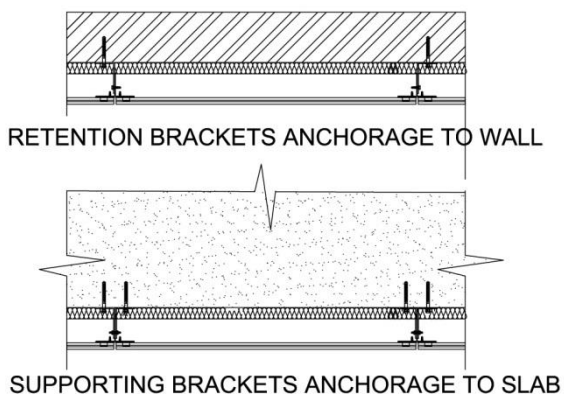 RETENTION BRACKETS ANCHORAGE TO WALL
SUPPORTING BRACKETS ANCHORAGE TO SLAB